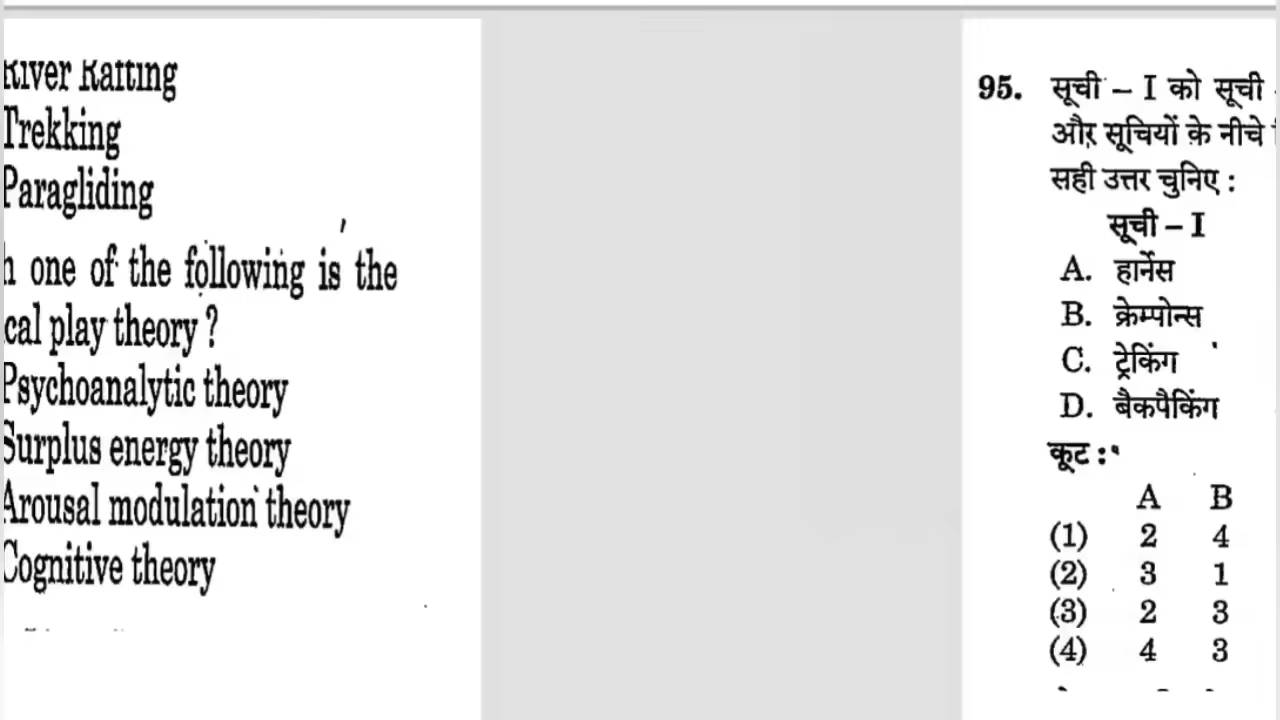 River Rafting
Trekking
Paragliding
one of the following is the
cal play theory ?
Psychoanalytic theory
Surplus energy theory
Arousal modulation theory
Cognitive theory
95. सूची – I को सूची
और सूचियों के नीचे
सही उत्तर चुनिए :
सूची – I
A. हार्नेस
B. क्रेम्पोन्स
C. ट्रेकिंग
D. बैकपैकिंग
कूट :
A B
(1) 2 4
(2) 3 1
(3) 2 3
(4) 4 3